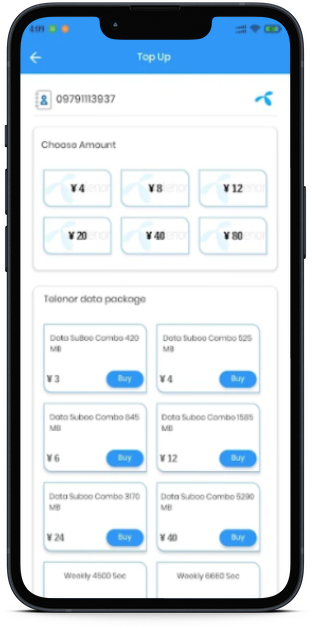 4:09
Top Up
09791113937
Choose Amount
¥ 4
¥ 8
¥ 12
¥ 20
¥ 40
¥ 80
Telenor data package
Data SuBoo Combo 420
MB
¥ 3
Buy
Data Suboo Combo 525
MB
¥ 4
Buy
Data Suboo Combo 845
MB
¥ 6
Buy
Data Suboo Combo 1585
MB
¥ 12
Buy
Data Suboo Combo 3170
MB
¥ 24
Buy
Data Suboo Combo 5290
MB
¥ 40
Buy
Weekly 4500 Sec
Weekly 6660 Sec